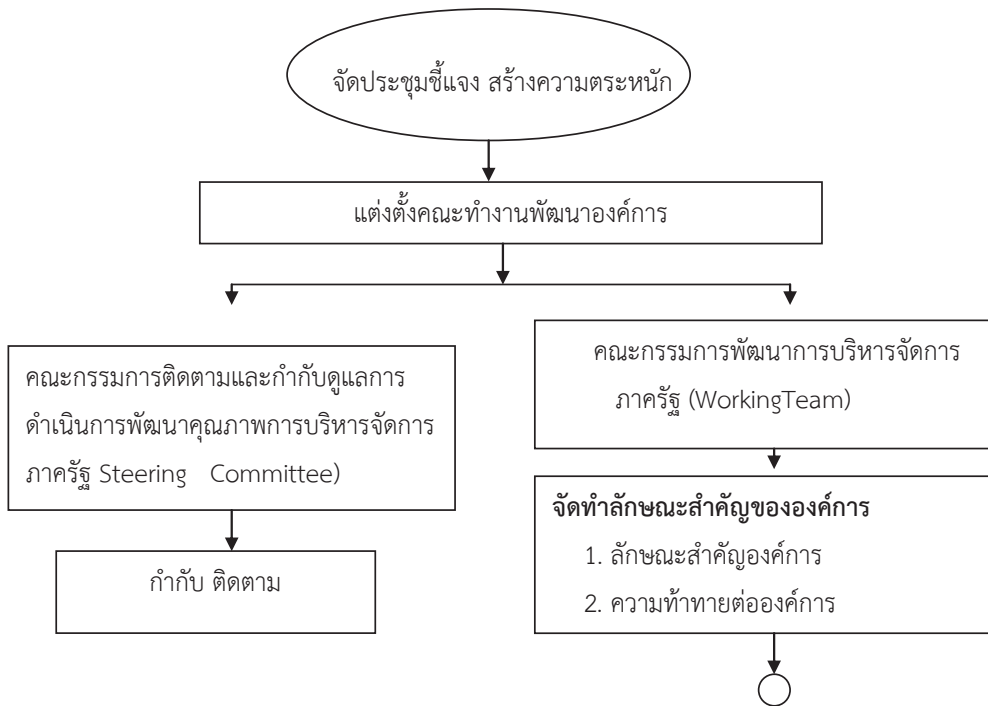 จัดประชุมชี้แจง สร้างความตระหนัก
แต่งตั้งคณะทำงานพัฒนาองค์การ
คณะกรรมการติดตามและกำกับดูแลการ
ดำเนินการพัฒนาคุณภาพการบริหารจัดการ
ภาครัฐ Steering Committee)
กำกับ ติดตาม
คณะกรรมการพัฒนาการบริหารจัดการ
ภาครัฐ (WorkingTeam)
จัดทำลักษณะสำคัญขององค์การ
1. ลักษณะสำคัญองค์การ
2. ความท้าทายต่อองค์การ